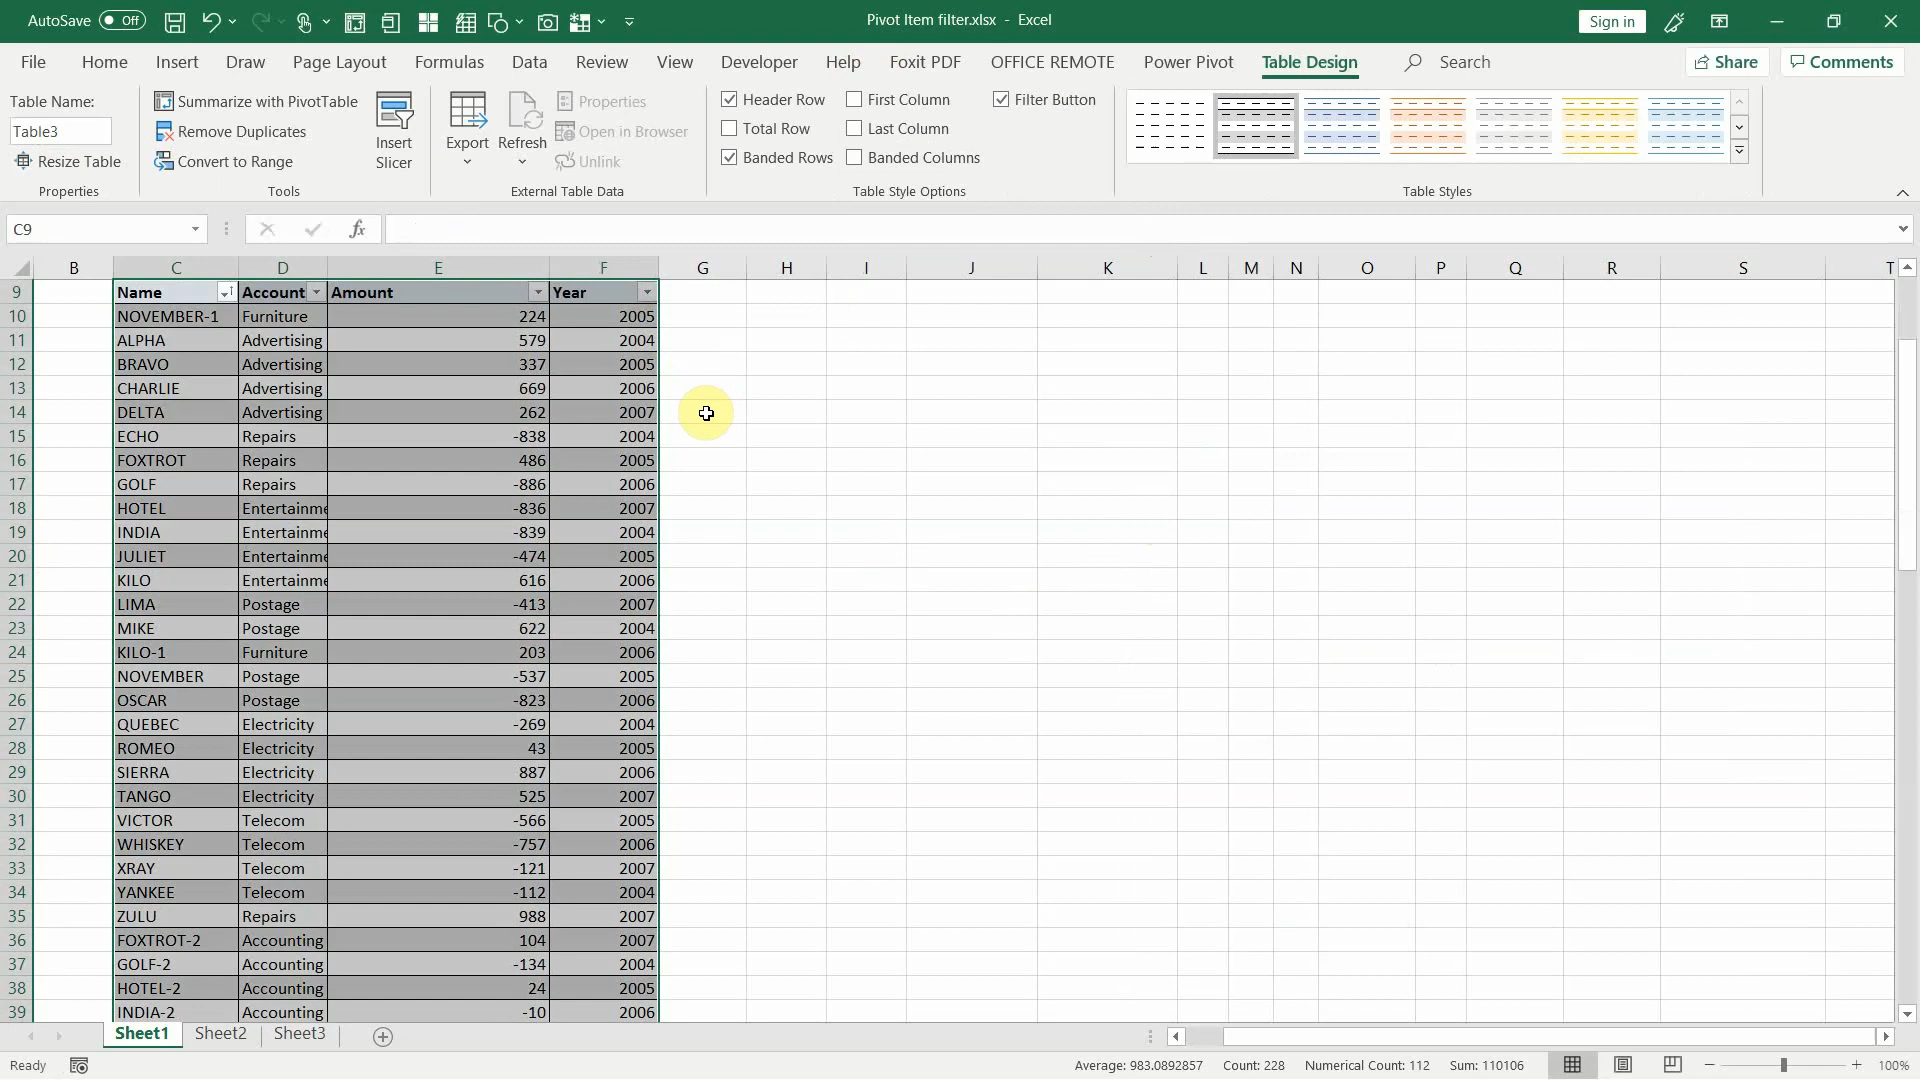 AutoSave Off Pivot Item filter.xlsx - Excel Sign in
File Home Insert Draw Page Layout Formulas Data Review View Developer Help Foxit PDF OFFICE REMOTE Power Pivot Table Design Search Share Comments
Table Name: Summarize with PivotTable Properties Header Row First Column Filter Button
Table3 Remove Duplicates Insert Slicer Export Refresh Open in Browser Total Row Last Column
Resize Table Convert to Range Unlink Banded Rows Banded Columns
Properties Tools External Table Data Table Style Options Table Styles
C9 fx
B C D E F G H I J K L M N O P Q R S T
9 Name Account Amount Year
10 NOVEMBER-1 Furniture 224 2005
11 ALPHA Advertising 579 2004
12 BRAVO Advertising 337 2005
13 CHARLIE Advertising 669 2006
14 DELTA Advertising 262 2007
15 ECHO Repairs -838 2004
16 FOXTROT Repairs 486 2005
17 GOLF Repairs -886 2006
18 HOTEL Entertainme -836 2007
19 INDIA Entertainme -839 2004
20 JULIET Entertainme -474 2005
21 KILO Entertainme 616 2006
22 LIMA Postage -413 2007
23 MIKE Postage 622 2004
24 KILO-1 Furniture 203 2006
25 NOVEMBER Postage -537 2005
26 OSCAR Postage -823 2006
27 QUEBEC Electricity -269 2004
28 ROMEO Electricity 43 2005
29 SIERRA Electricity 887 2006
30 TANGO Electricity 525 2007
31 VICTOR Telecom -566 2005
32 WHISKEY Telecom -757 2006
33 XRAY Telecom -121 2007
34 YANKEE Telecom -112 2004
35 ZULU Repairs 988 2007
36 FOXTROT-2 Accounting 104 2007
37 GOLF-2 Accounting -134 2004
38 HOTEL-2 Accounting 24 2005
39 INDIA-2 Accounting -10 2006
Sheet1 Sheet2 Sheet3
Ready Average: 983.0892857 Count: 228 Numerical Count: 112 Sum: 110106 100%